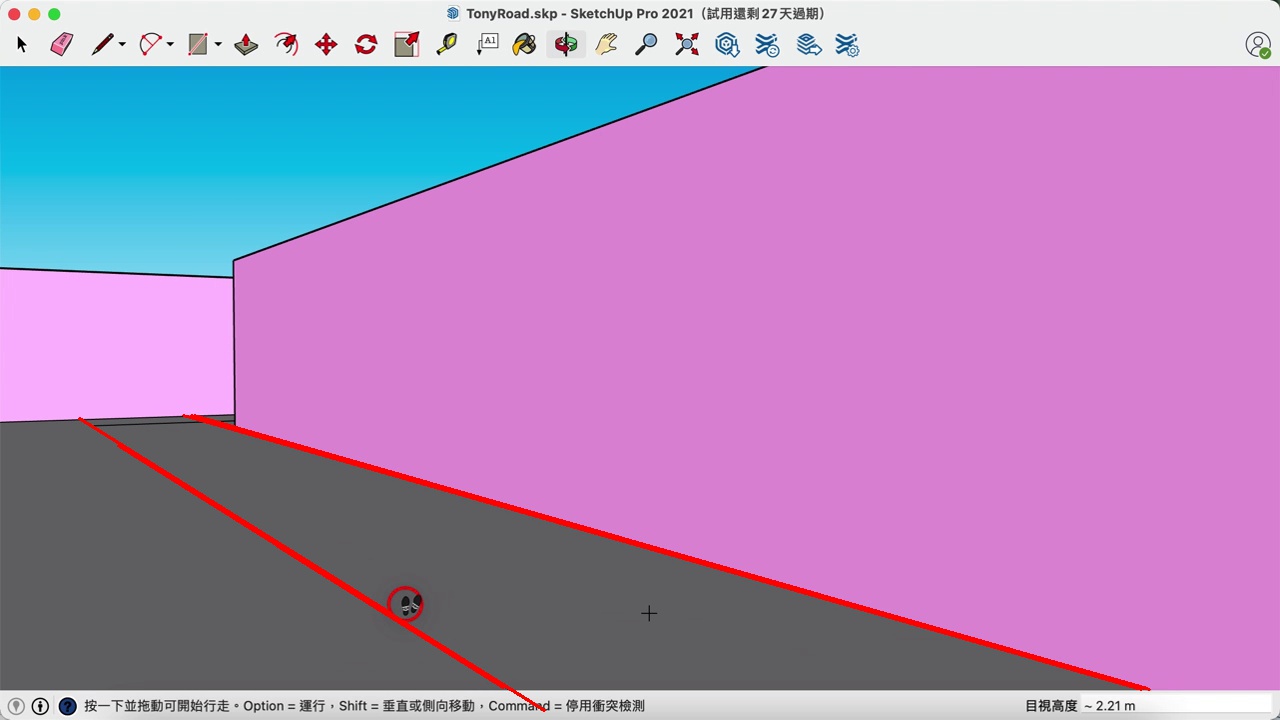 TonyRoad.skp - SketchUp Pro 2021（試用還剩 27 天過期）
A1
按一下並拖動可開始行走。Option = 運行，Shift = 垂直或側向移動，Command = 停用衝突檢測
目視高度 ~ 2.21 m